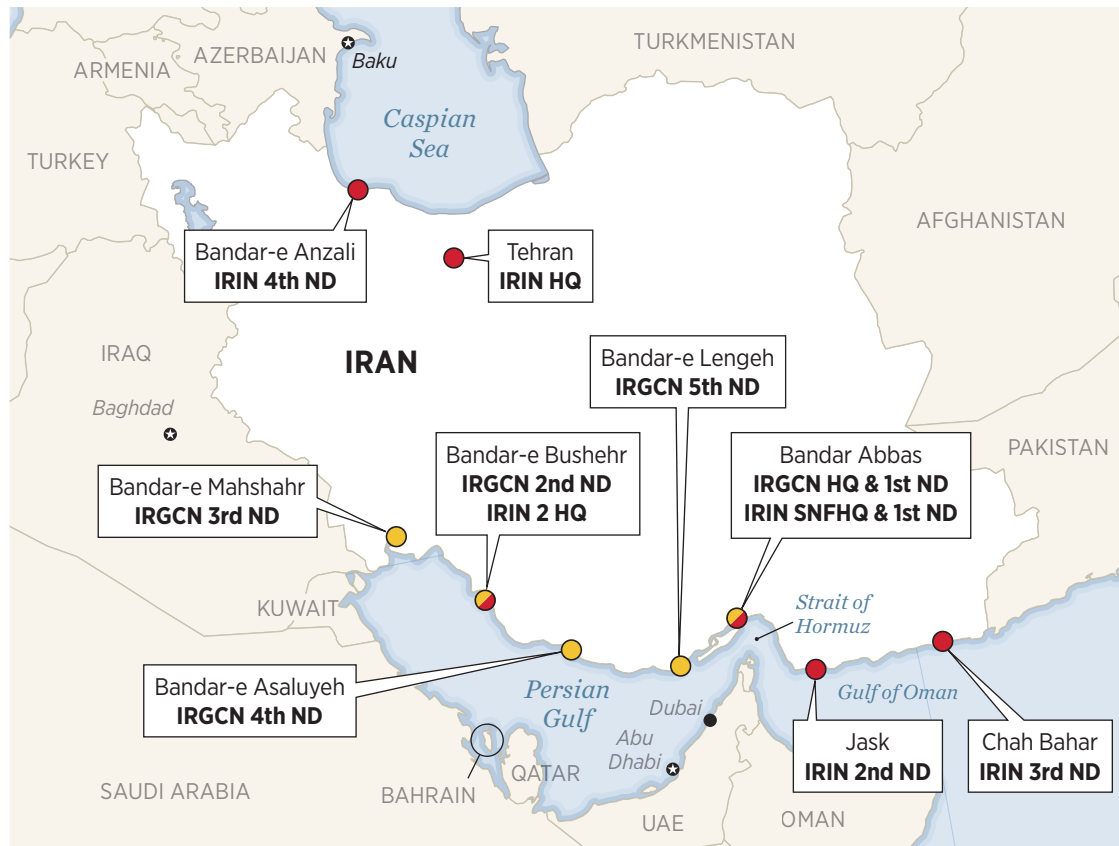 TURKMENISTAN
AZERBAIJAN
Baku
ARMENIA
Caspian
Sea
TURKEY
AFGHANISTAN
Bandar-e Anzali
IRIN 4th ND
Tehran
IRIN HQ
IRAQ
IRAN
Bandar-e Lengeh
IRGCN 5th ND
Baghdad
PAKISTAN
Bandar-e Mahshahr
IRGCN 3rd ND
Bandar-e Bushehr
IRGCN 2nd ND
IRIN 2 HQ
Bandar Abbas
IRGCN HQ & 1st ND
IRIN SNFHQ & 1st ND
KUWAIT
Strait of
Hormuz
Bandar-e Asaluyeh
IRGCN 4th ND
Persian
Gulf
Gulf of Oman
Dubai
Abu
Dhabi
Jask
IRIN 2nd ND
Chah Bahar
IRIN 3rd ND
SAUDI ARABIA
BAHRAIN
QATAR
UAE
OMAN